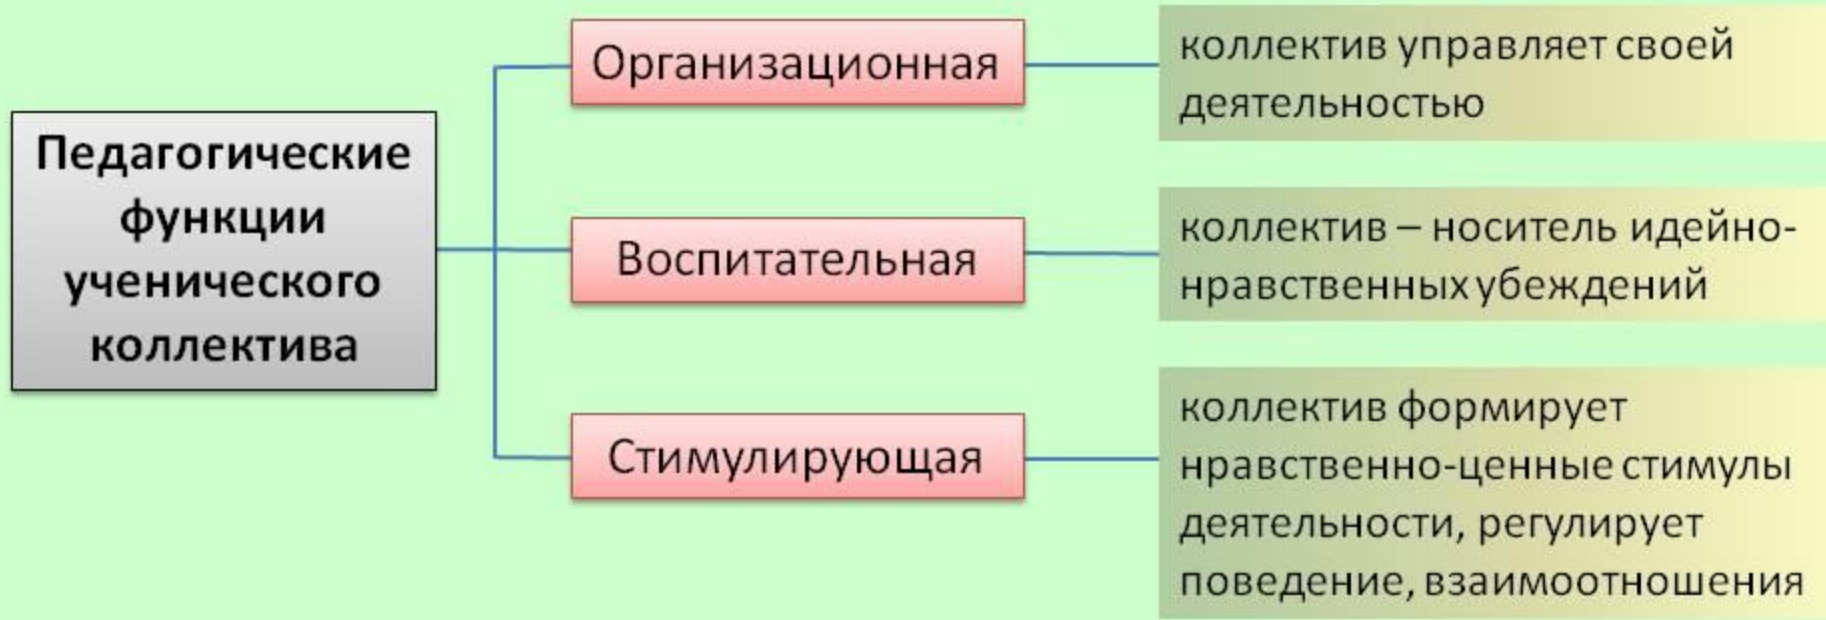 Педагогические
функции
ученического
коллектива
Организационная
коллектив управляет своей
деятельностью
Воспитательная
коллектив – носитель идейно-
нравственных убеждений
Стимулирующая
коллектив формирует
нравственно-ценные стимулы
деятельности, регулирует
поведение, взаимоотношения